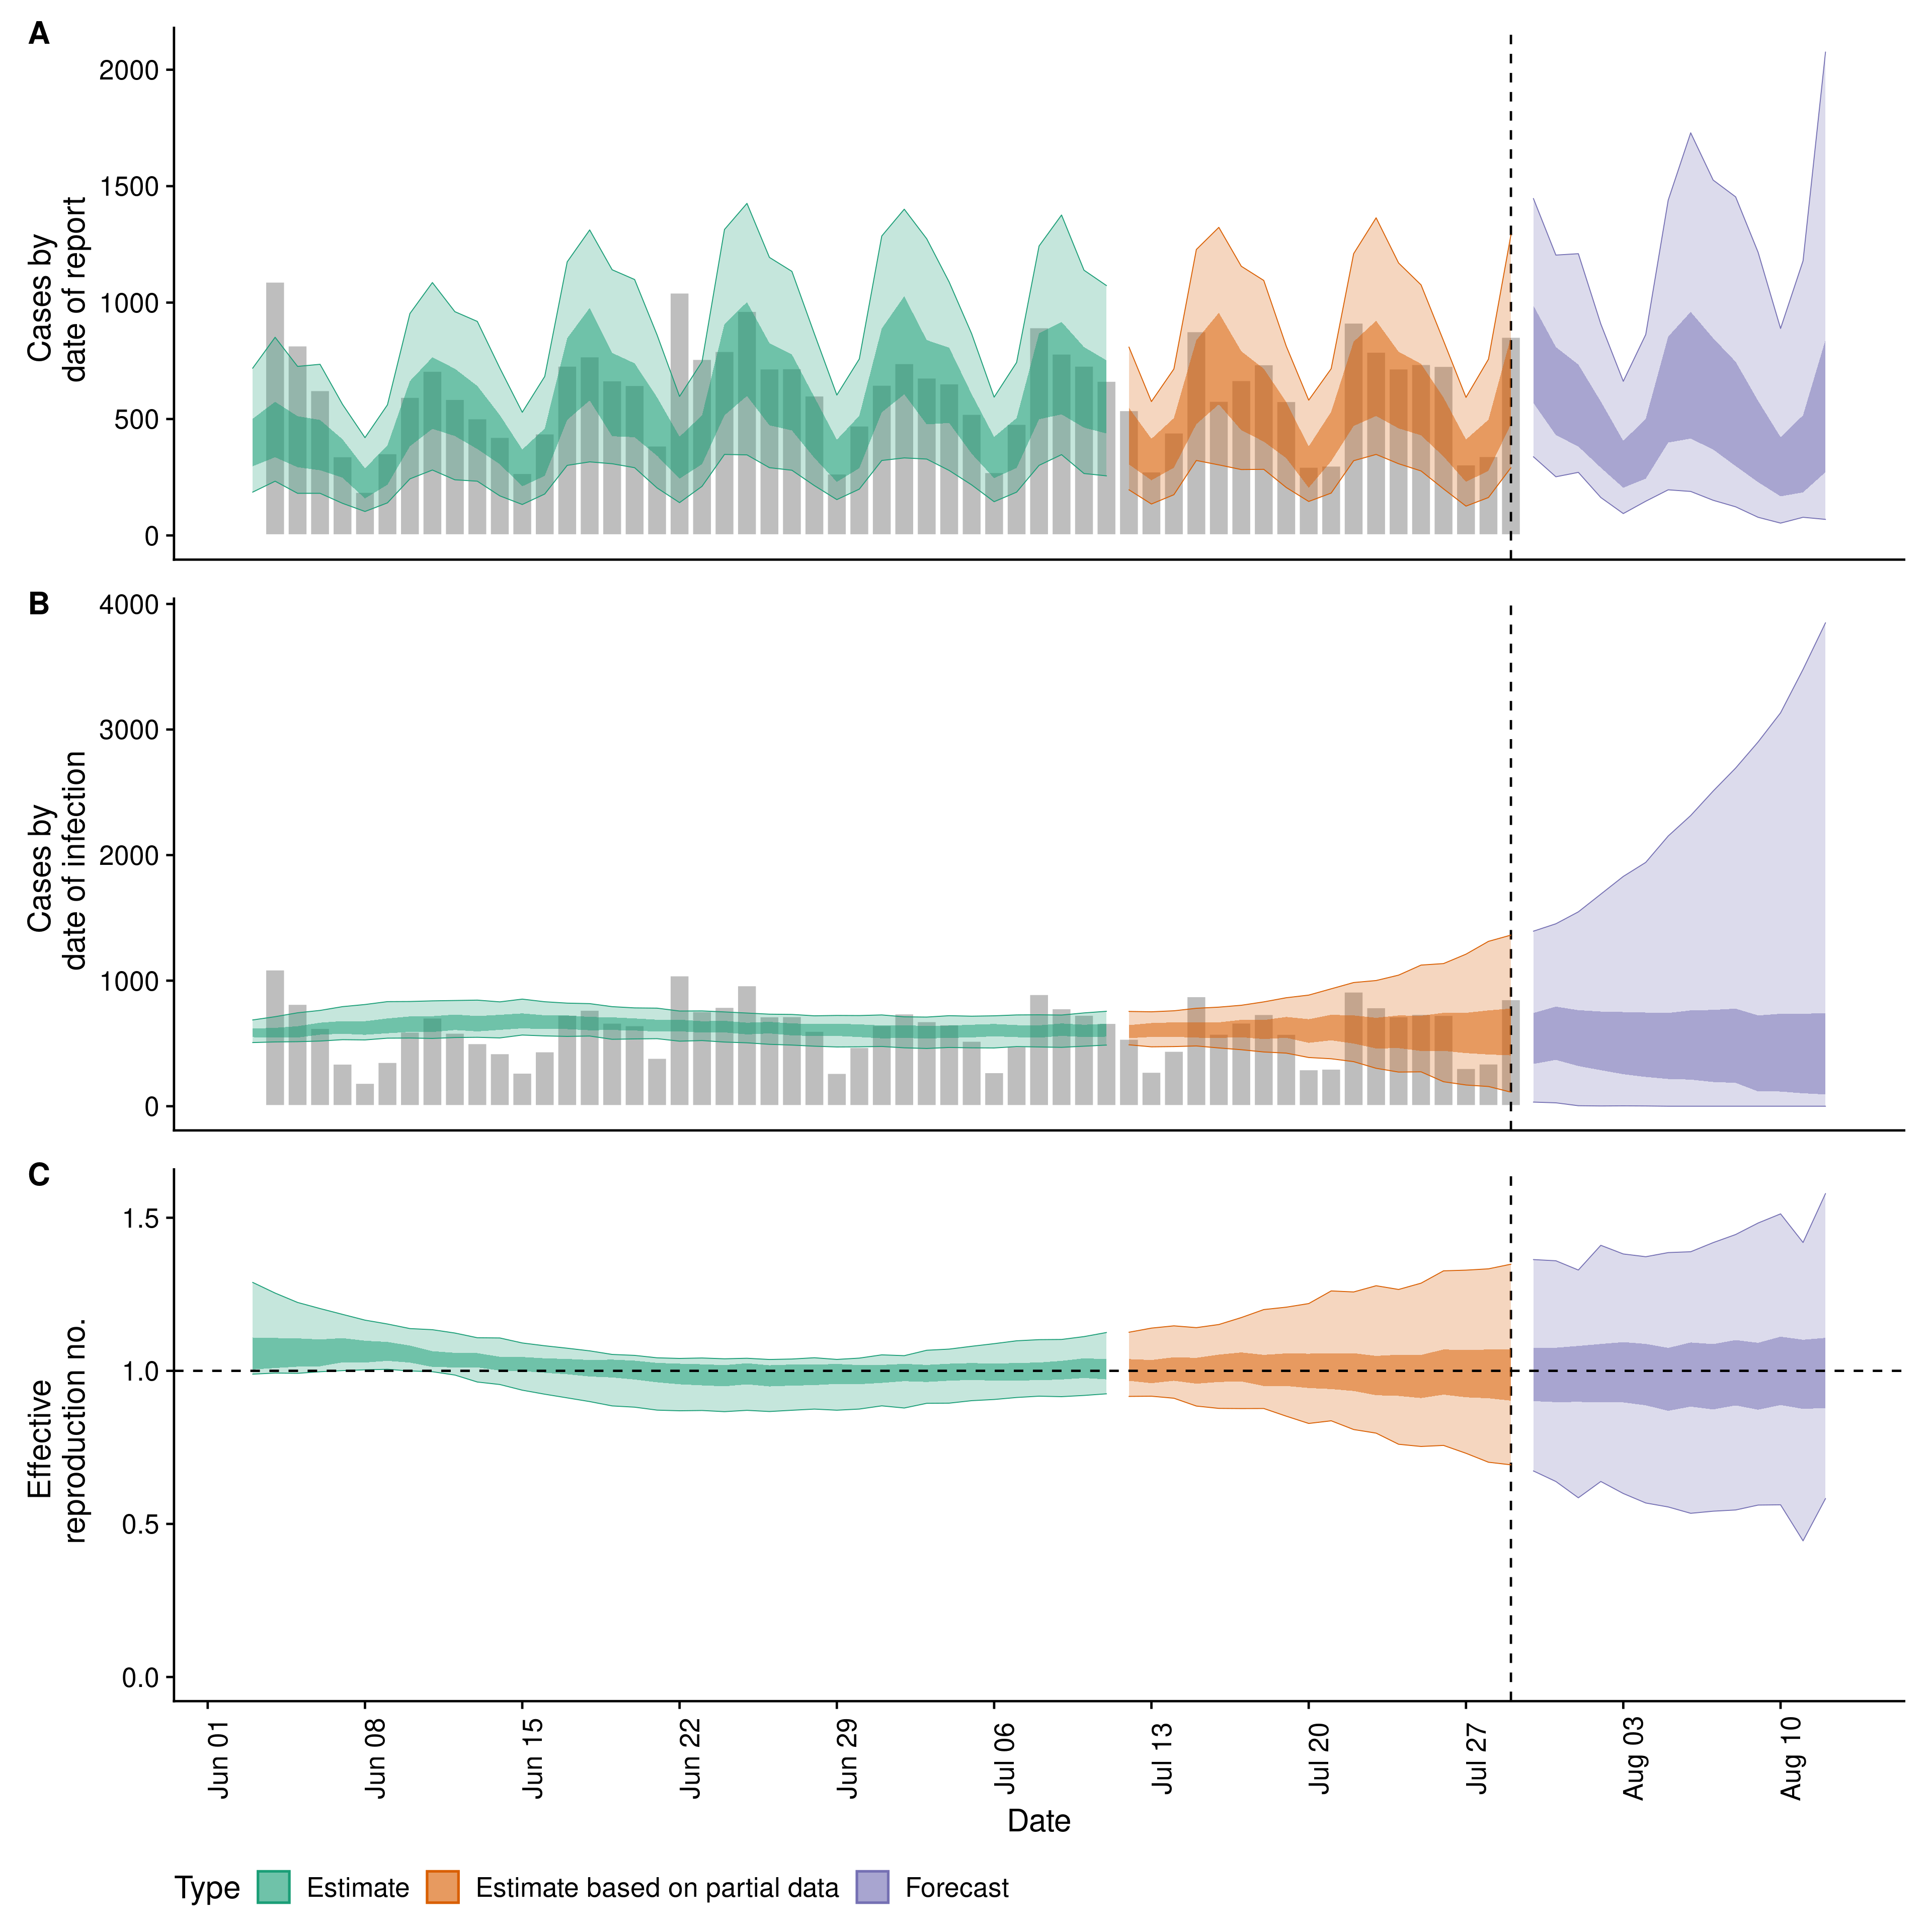 A
2000
1500
1000
500
0
Cases by
date of report
B
4000
3000
2000
1000
0
Cases by
date of infection
C
1.5
1.0
0.5
0.0
Effective
reproduction no.
Jun 01
Jun 08
Jun 15
Jun 22
Jun 29
Jul 06
Jul 13
Jul 20
Jul 27
Aug 03
Aug 10
Date
Type Estimate Estimate based on partial data Forecast